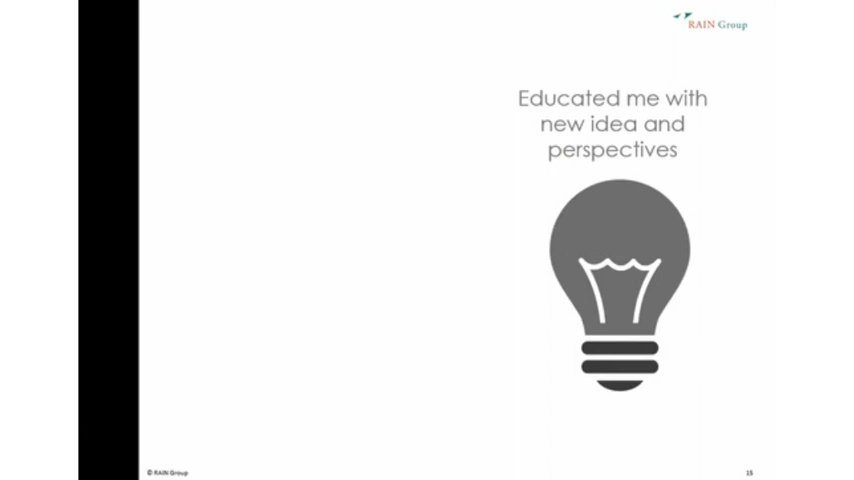 RAIN Group
Educated me with
new idea and
perspectives
© RAIN Group
15